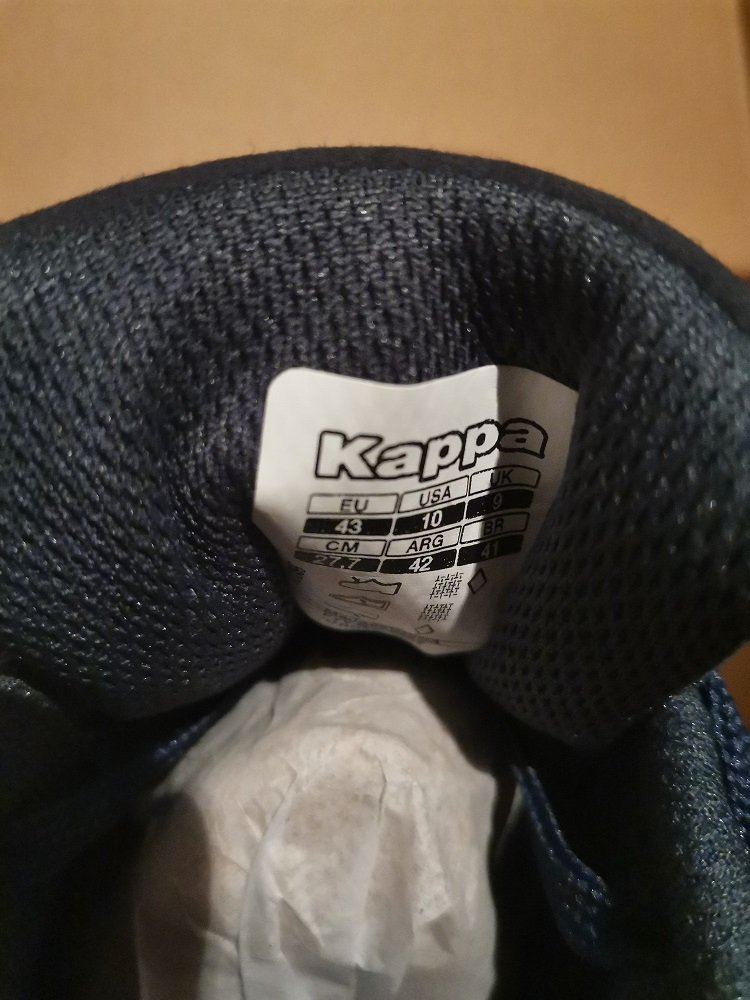 Kappa
EU USA UK
43 10 9
CM ARG BR
27,7 42 41